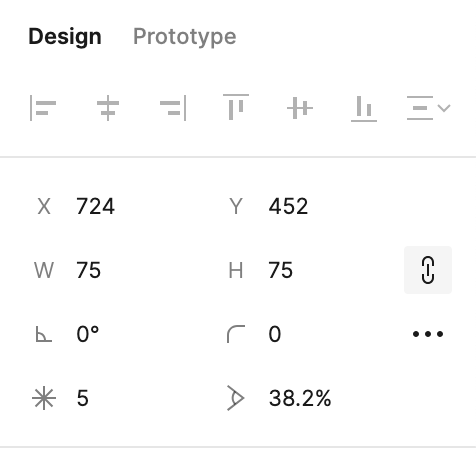 Design Prototype
X 724 Y 452
W 75 H 75
0° 0
5 38.2%